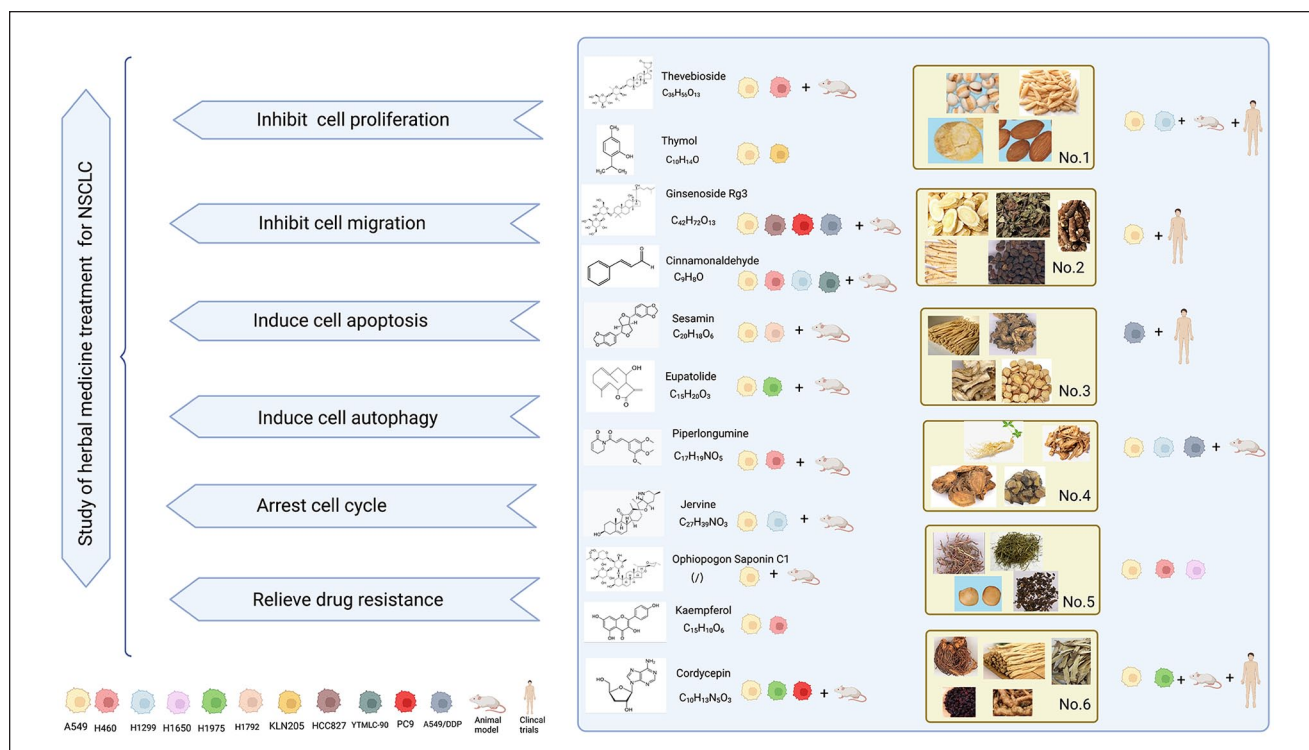 Study of herbal medicine treatment for NSCLC
Inhibit cell proliferation
Inhibit cell migration
Induce cell apoptosis
Induce cell autophagy
Arrest cell cycle
Relieve drug resistance
Thevebioside
C₃₅H₅₅O₁₃
Thymol
C₁₀H₁₄O
Ginsenoside Rg3
C₄₂H₇₂O₁₃
Cinnamonaldehyde
C₉H₈O
Sesamin
C₂₀H₁₈O₆
Eupatolide
C₁₅H₂₀O₃
Piperlongumine
C₁₇H₁₉NO₅
Jervine
C₂₇H₃₉NO₃
Ophiopogon Saponin C1
(/)
Kaempferol
C₁₅H₁₀O₆
Cordycepin
C₁₀H₁₃N₅O₃
No.1
No.2
No.3
No.4
No.5
No.6
A549 H460 H1299 H1650 H1975 H1792 KLN205 HCC827 YTMLC-90 PC9 A549/DDP Animal model Clincal trials